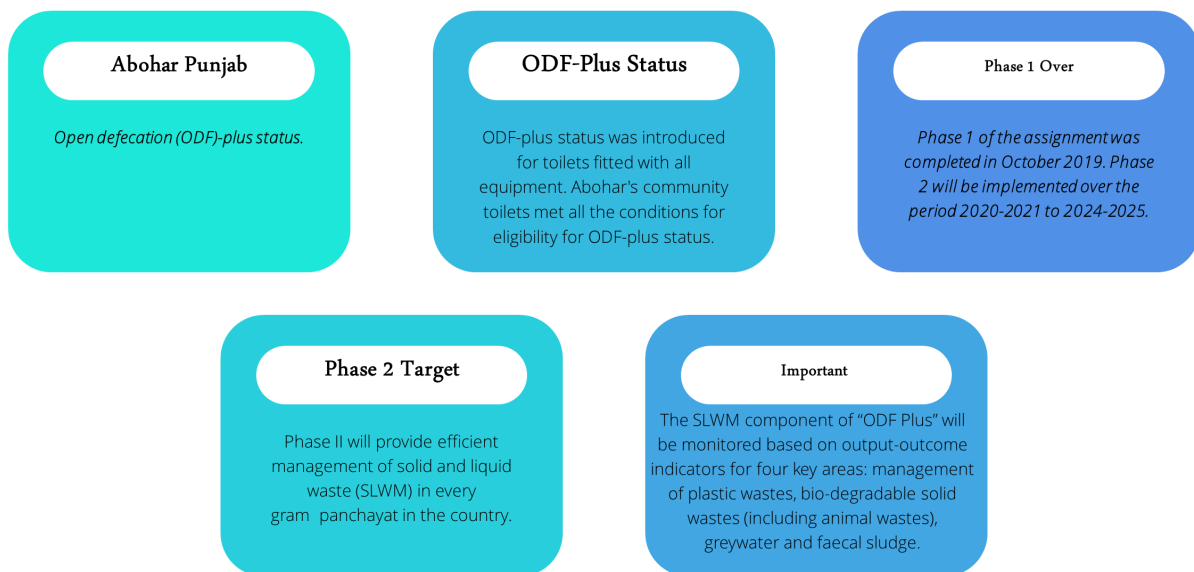 Abohar Punjab
Open defecation (ODF)-plus status.
ODF-Plus Status
ODF-plus status was introduced
for toilets fitted with all
equipment. Abohar's community
toilets met all the conditions for
eligibility for ODF-plus status.
Phase 1 Over
Phase 1 of the assignment was
completed in October 2019. Phase
2 will be implemented over the
period 2020-2021 to 2024-2025.
Phase 2 Target
Phase II will provide efficient
management of solid and liquid
waste (SLWM) in every
gram panchayat in the country.
Important
The SLWM component of “ODF Plus” will
be monitored based on output-outcome
indicators for four key areas: management
of plastic wastes, bio-degradable solid
wastes (including animal wastes),
greywater and faecal sludge.